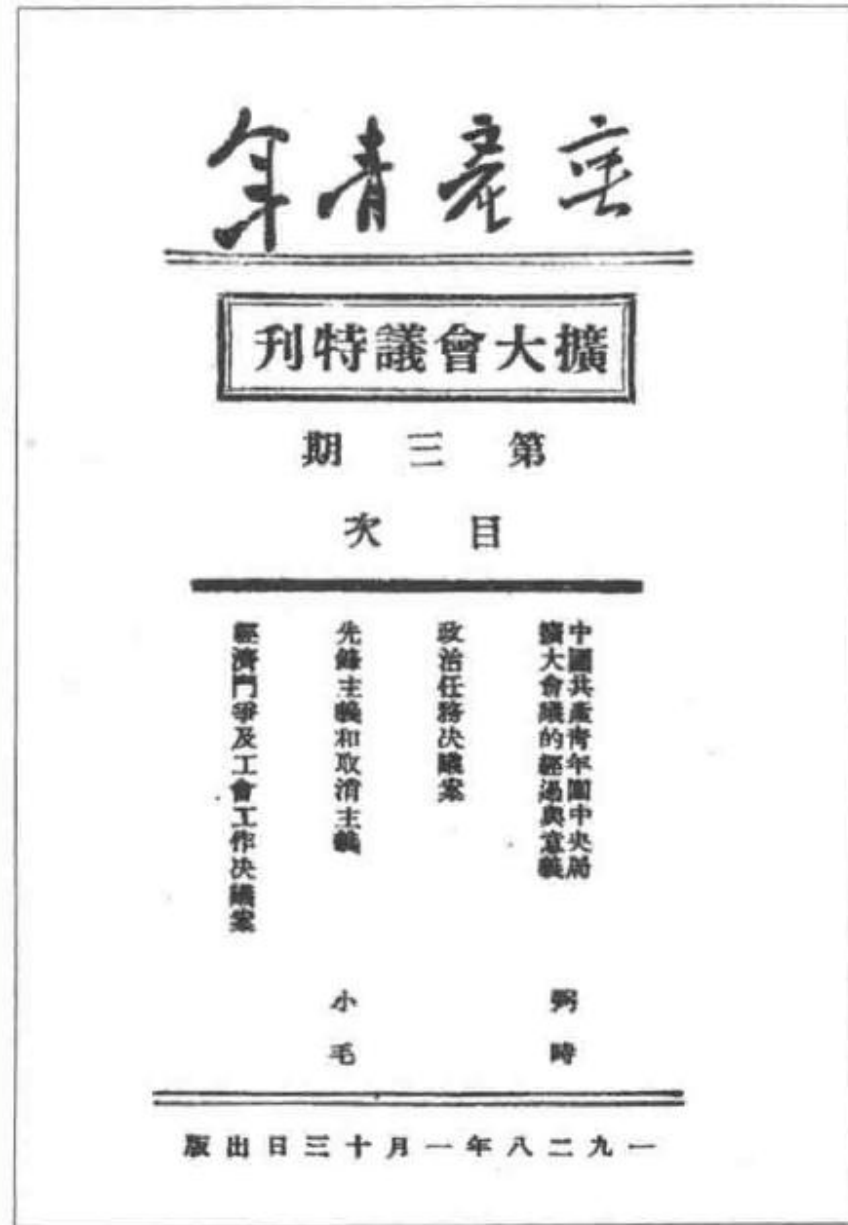 無產青年
擴大會議特刊
第三期
目次
中國共產青年團中央局
擴大會議的經過與意義 弼時
政治任務决議案
先鋒主義和取消主義 小毛
經濟鬥爭及工會工作决議案
一九二八年一月十三日出版